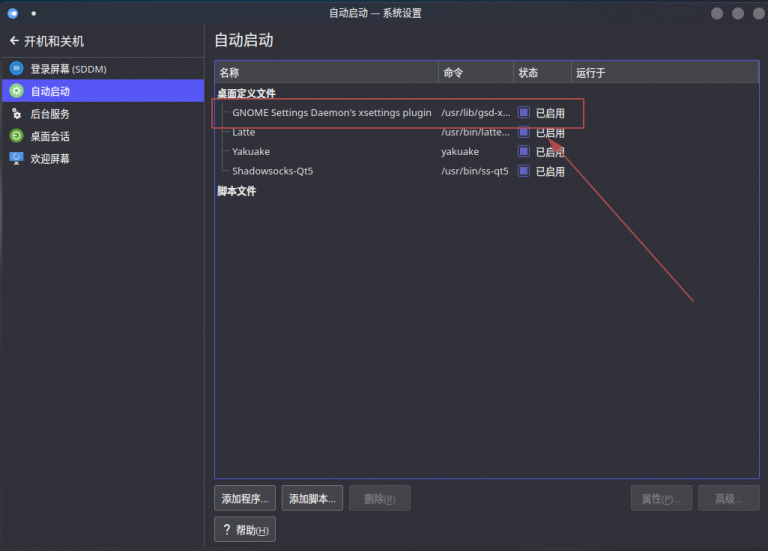 自动启动 — 系统设置
开机和关机
自动启动
登录屏幕 (SDDM)
自动启动
后台服务
桌面会话
欢迎屏幕
名称 命令 状态 运行于
桌面定义文件
GNOME Settings Daemon's xsettings plugin /usr/lib/gsd-x... 已启用
Latte /usr/bin/latte... 已启用
Yakuake yakuake 已启用
Shadowsocks-Qt5 /usr/bin/ss-qt5 已启用
脚本文件
添加程序... 添加脚本... 删除(R) 属性(P)... 高级...
? 帮助(H)